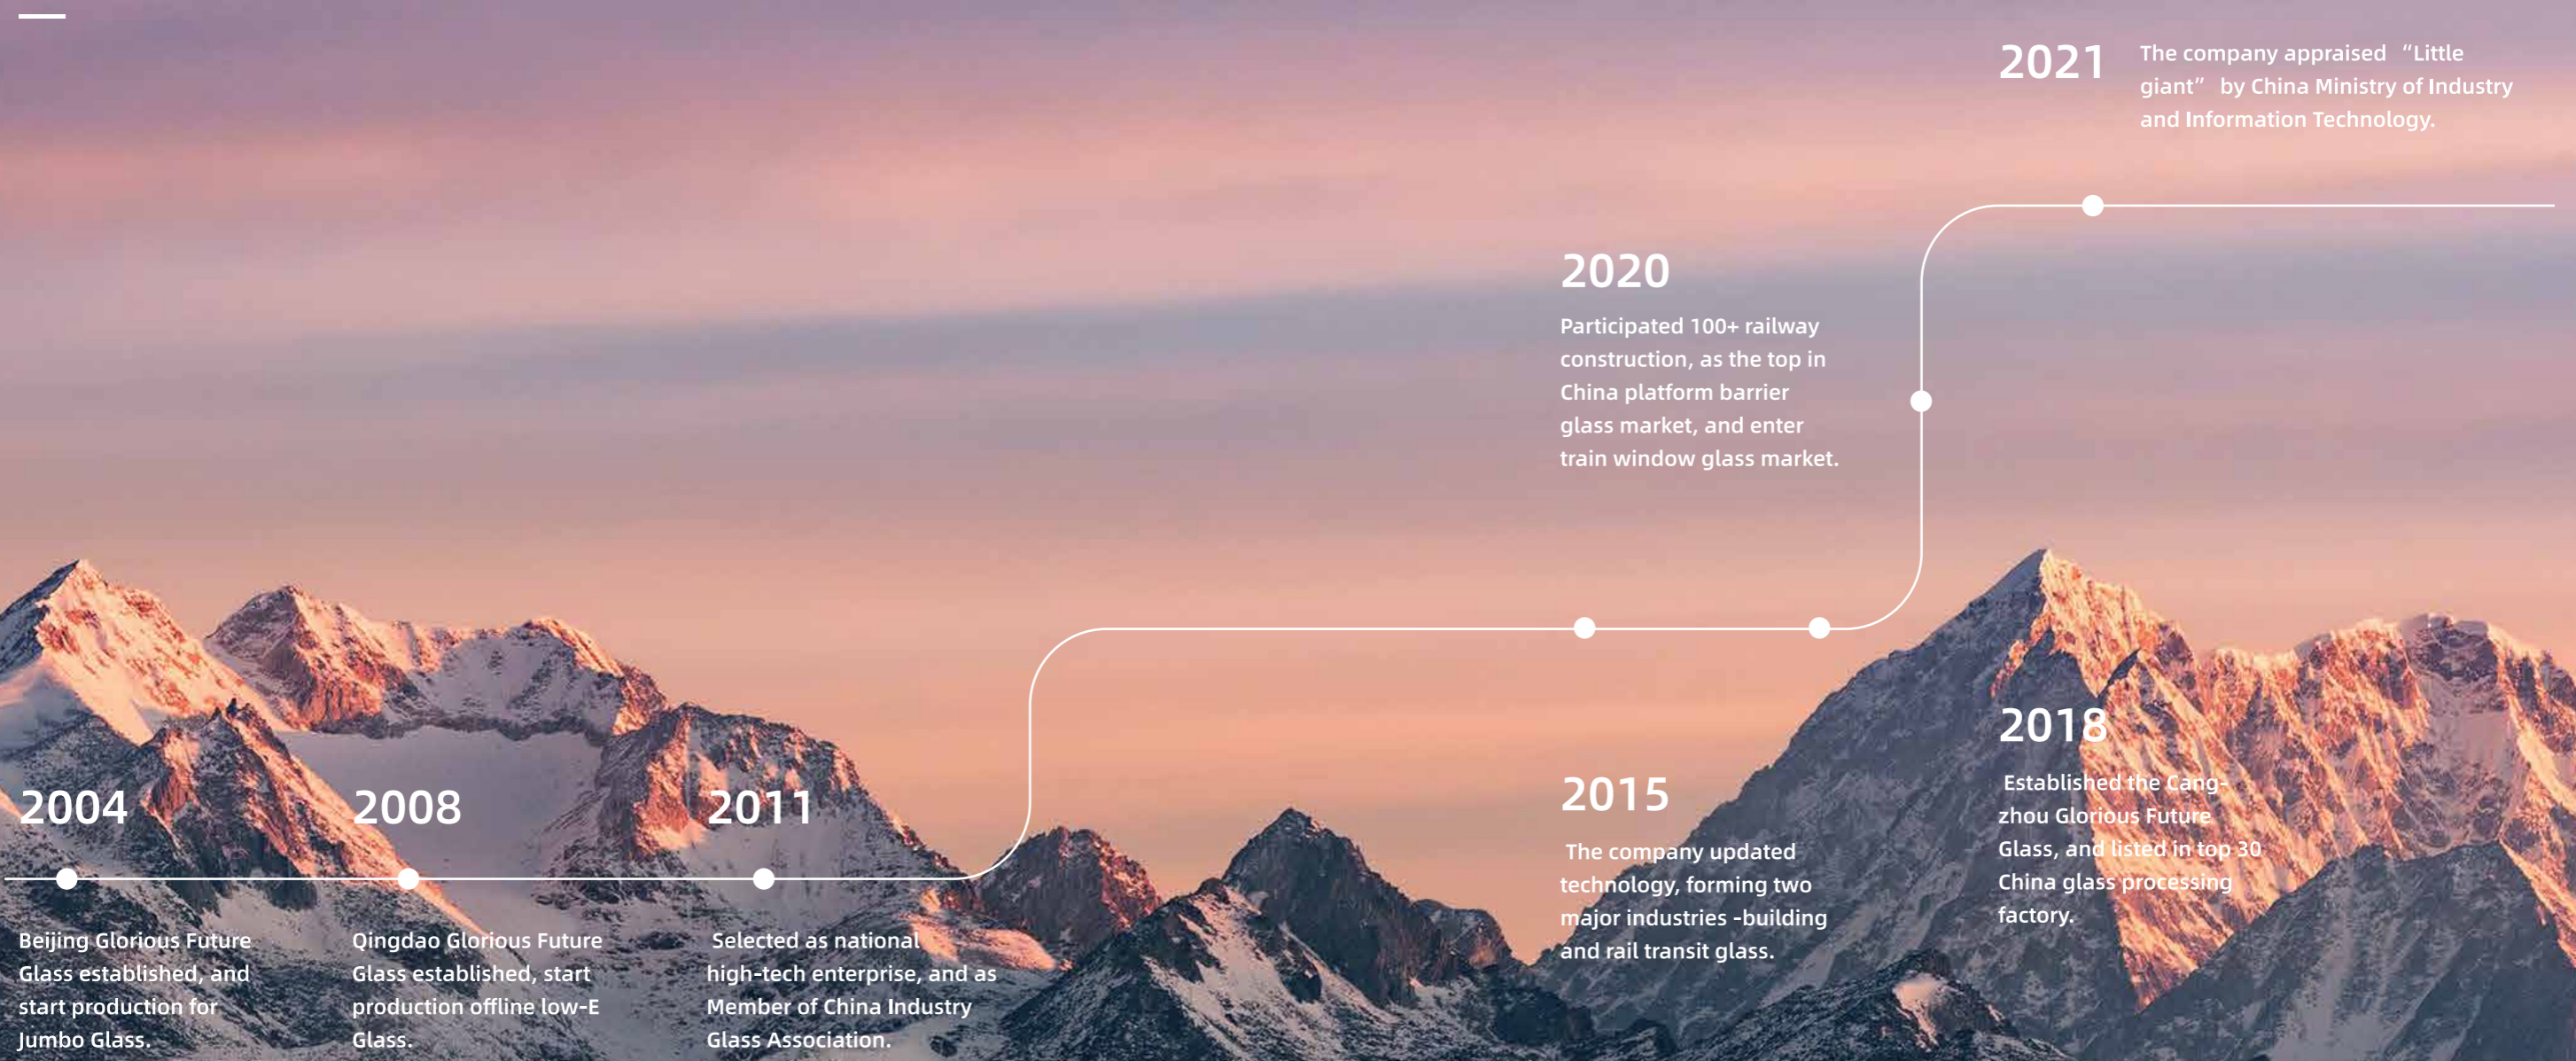 2004
Beijing Glorious Future
Glass established, and
start production for
Jumbo Glass.
2008
Qingdao Glorious Future
Glass established, start
production offline low-E
Glass.
2011
Selected as national
high-tech enterprise, and as
Member of China Industry
Glass Association.
2015
The company updated
technology, forming two
major industries -building
and rail transit glass.
2018
Established the Cang-
zhou Glorious Future
Glass, and listed in top 30
China glass processing
factory.
2020
Participated 100+ railway
construction, as the top in
China platform barrier
glass market, and enter
train window glass market.
2021
The company appraised “Little
giant” by China Ministry of Industry
and Information Technology.